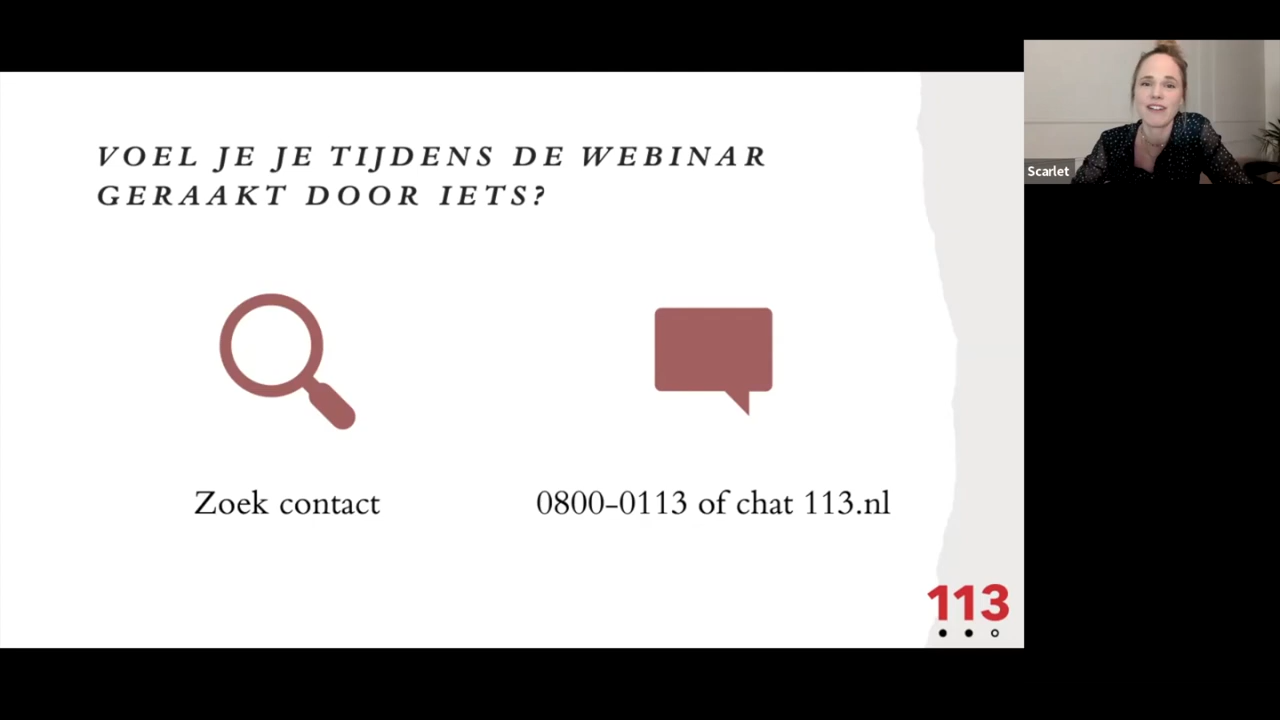 VOEL JE JE TIJDENS DE WEBINAR
GERAAKT DOOR IETS?
Scarlet
Zoek contact
0800-0113 of chat 113.nl
113